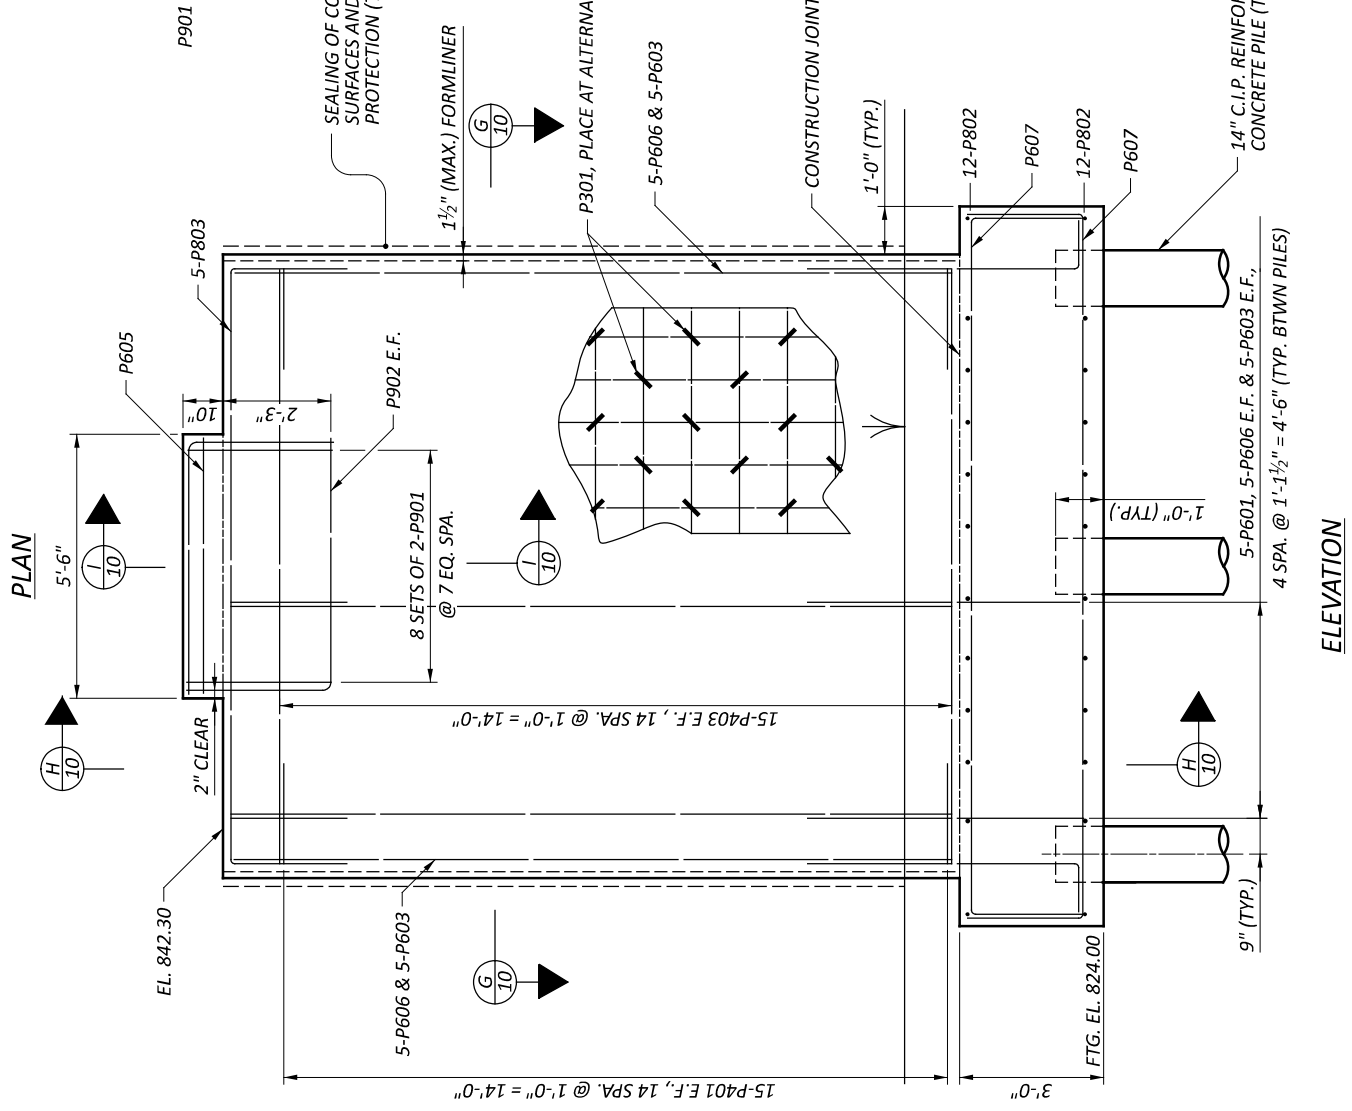 PLAN
P901
5'-6"
I
10
H
10
P605
5-P803
10"
2'-3"
P902 E.F.
2" CLEAR
EL. 842.30
SEALING OF CO
SURFACES AND
PROTECTION (
1½" (MAX.) FORMLINER
G
10
8 SETS OF 2-P901
@ 7 EQ. SPA.
I
10
P301, PLACE AT ALTERNA
5-P606 & 5-P603
15-P403 E.F. , 14 SPA. @ 1'-0" = 14'-0"
5-P606 & 5-P603
G
10
15-P401 E.F., 14 SPA. @ 1'-0" = 14'-0"
CONSTRUCTION JOINT
1'-0" (TYP.)
12-P802
P607
12-P802
P607
14" C.I.P. REINFO
CONCRETE PILE (T
1'-0" (TYP.)
H
10
3'-0"
FTG. EL. 824.00
9" (TYP.)
5-P601, 5-P606 E.F. & 5-P603 E.F.,
4 SPA. @ 1'-1½" = 4'-6" (TYP. BTWN PILES)
ELEVATION